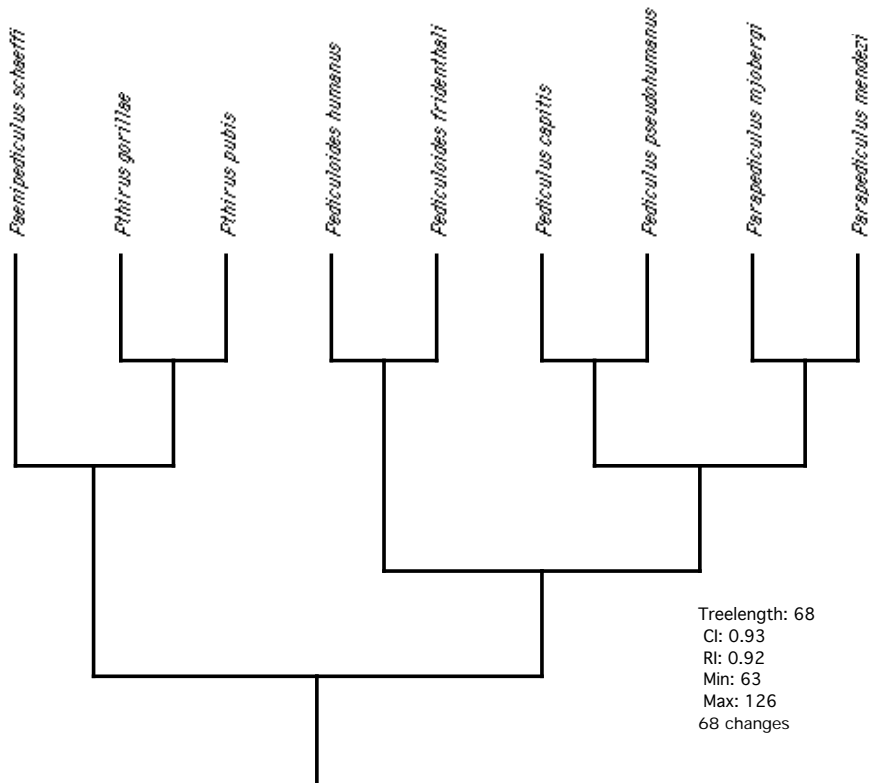 Paenipediculus schaeffi
Pthirus gorillae
Pthirus pubis
Pediculoides humanus
Pediculoides fridenthali
Pediculus capitis
Pediculus pseudohumanus
Parapediculus mjobergi
Parapediculus mendezi
Treelength: 68
CI: 0.93
RI: 0.92
Min: 63
Max: 126
68 changes